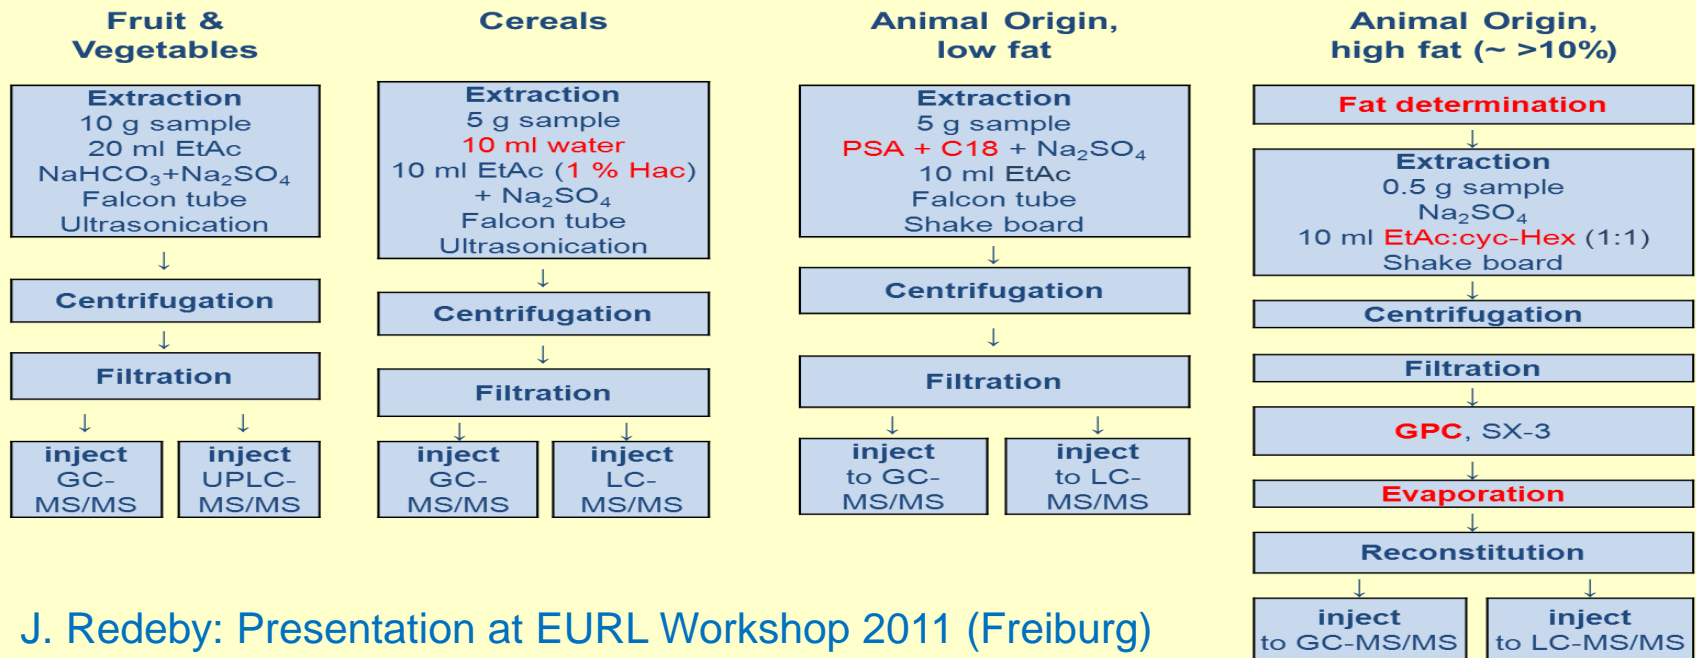 Fruit &
Vegetables
Extraction
10 g sample
20 ml EtAc
NaHCO₃+Na₂SO₄
Falcon tube
Ultrasonication
↓
Centrifugation
↓
Filtration
↓ ↓
inject
GC-
MS/MS
inject
UPLC-
MS/MS
Cereals
Extraction
5 g sample
10 ml water
10 ml EtAc (1 % Hac)
+ Na₂SO₄
Falcon tube
Ultrasonication
↓
Centrifugation
↓
Filtration
↓ ↓
inject
GC-
MS/MS
inject
LC-
MS/MS
Animal Origin,
low fat
Extraction
5 g sample
PSA + C18 + Na₂SO₄
10 ml EtAc
Falcon tube
Shake board
↓
Centrifugation
↓
Filtration
↓ ↓
inject
to GC-
MS/MS
inject
to LC-
MS/MS
Animal Origin,
high fat (~ >10%)
Fat determination
↓
Extraction
0.5 g sample
Na₂SO₄
10 ml EtAc:cyc-Hex (1:1)
Shake board
↓
Centrifugation
Filtration
↓
GPC, SX-3
↓
Evaporation
↓
Reconstitution
↓ ↓
inject
to GC-MS/MS
inject
to LC-MS/MS
J. Redeby: Presentation at EURL Workshop 2011 (Freiburg)